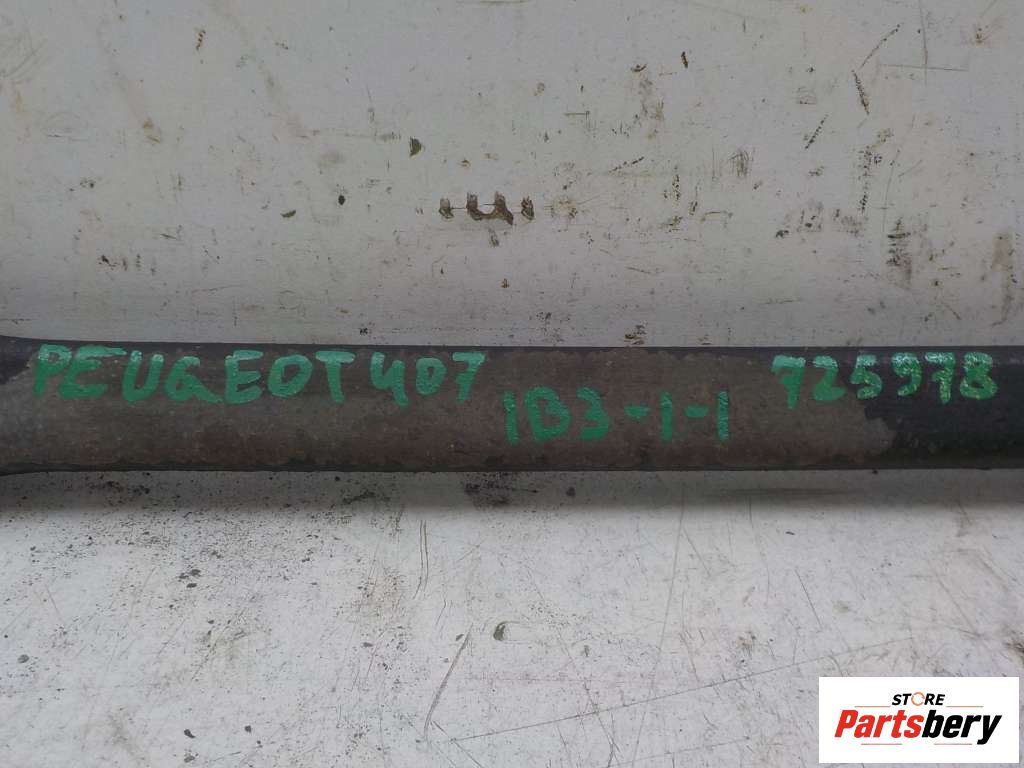 PEUGEOT 407
1B3-1-1
725978
STORE
Partsbery